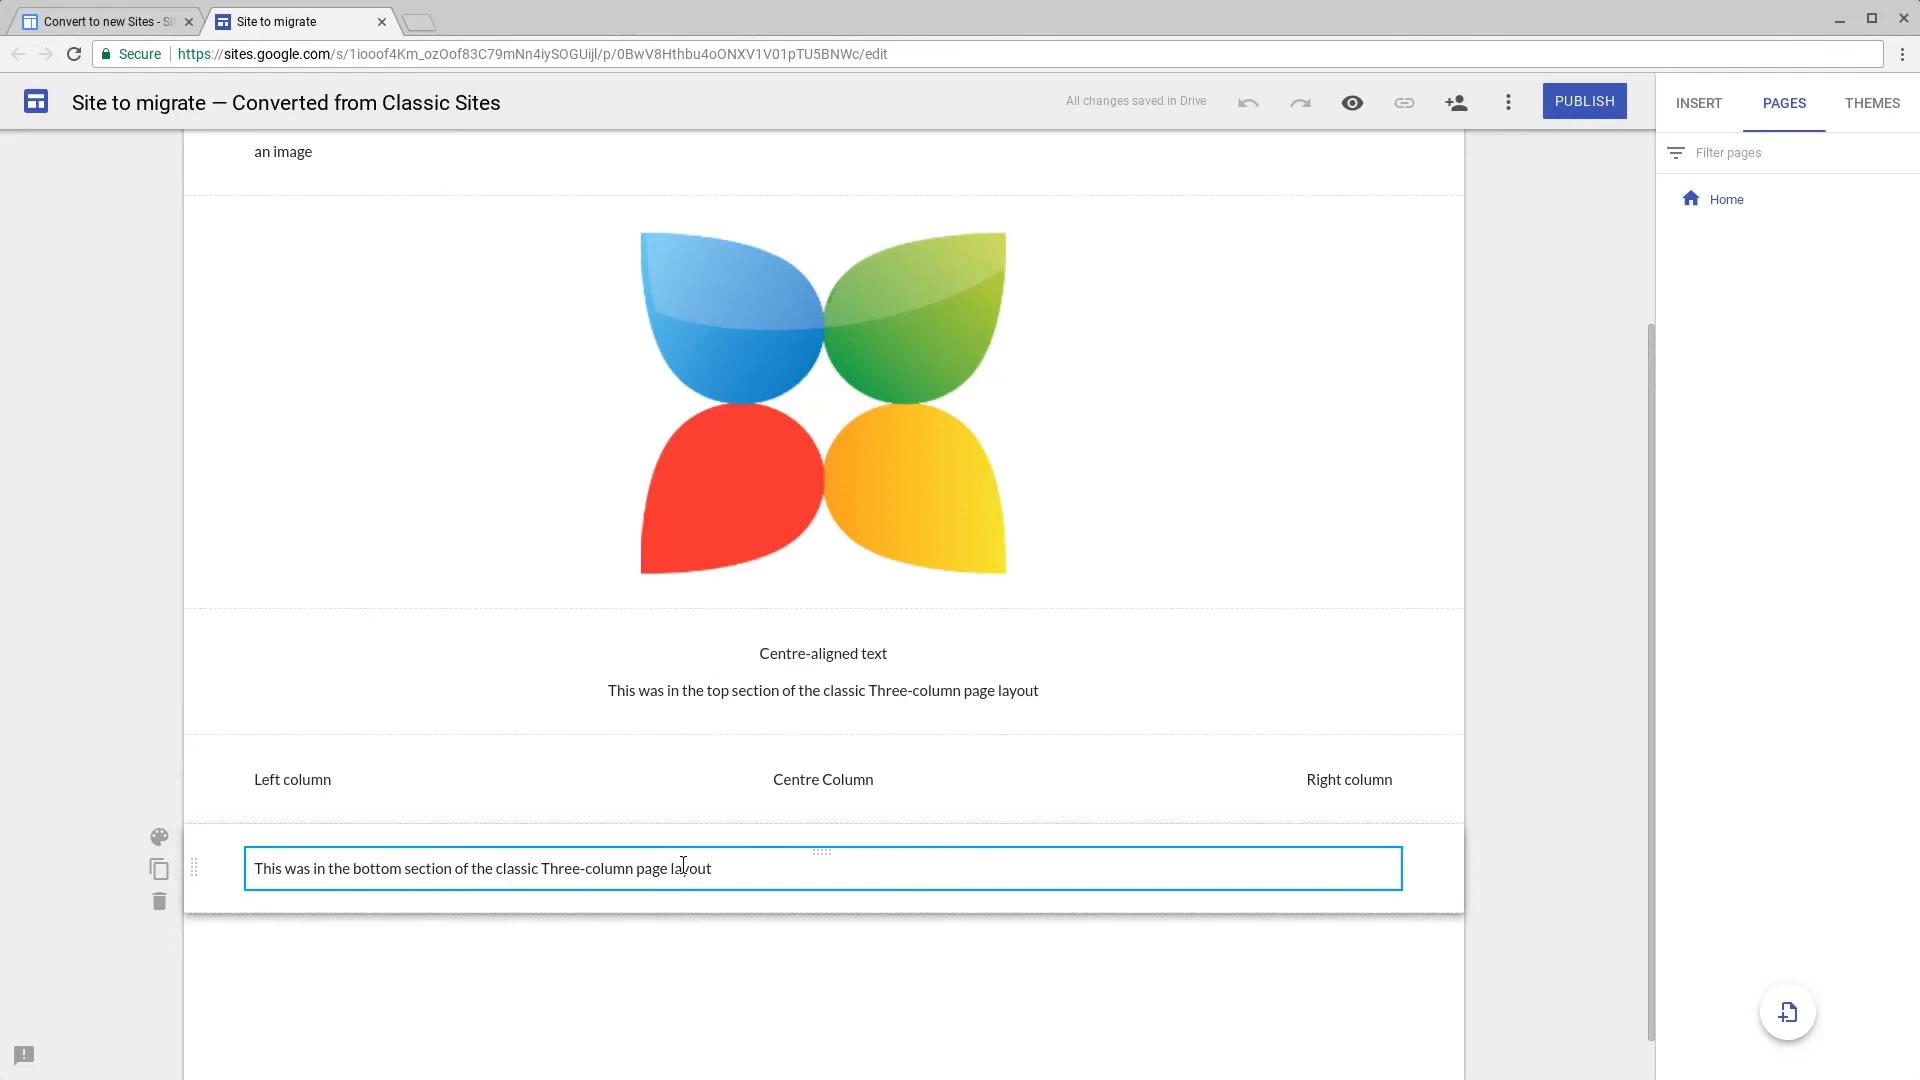 Convert to new Sites - Sit
Site to migrate
Secure
https://sites.google.com/s/1iooof4Km_ozOof83C79mNn4iySOGUijl/p/0BwV8Hthbu4oONXV1V01pTU5BNWc/edit
Site to migrate — Converted from Classic Sites
All changes saved in Drive
PUBLISH
INSERT
PAGES
THEMES
Filter pages
Home
an image
Centre-aligned text
This was in the top section of the classic Three-column page layout
Left column
Centre Column
Right column
This was in the bottom section of the classic Three-column page layout